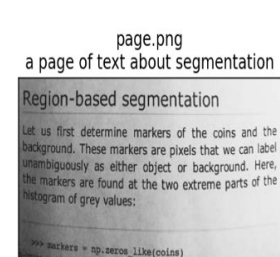 page.png
a page of text about segmentation
Region-based segmentation
Let us first determine markers of the coins and the
background. These markers are pixels that we can label
unambiguously as either object or background. Here,
the markers are found at the two extreme parts of the
histogram of grey values:
>>> markers = np.zeros_like(coins)